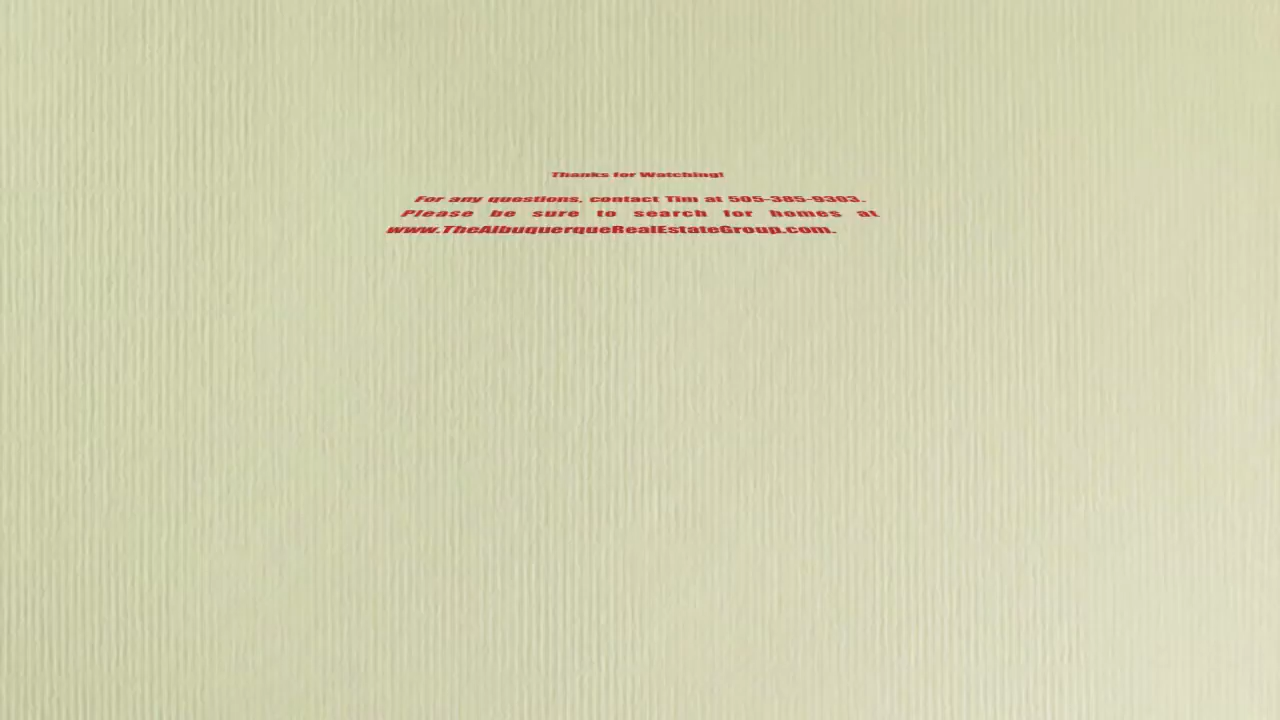 Thanks for Watching!
For any questions, contact Tim at 505-385-9363.
Please be sure to search for homes at
www.TheAlbuquerqueRealEstateGroup.com.